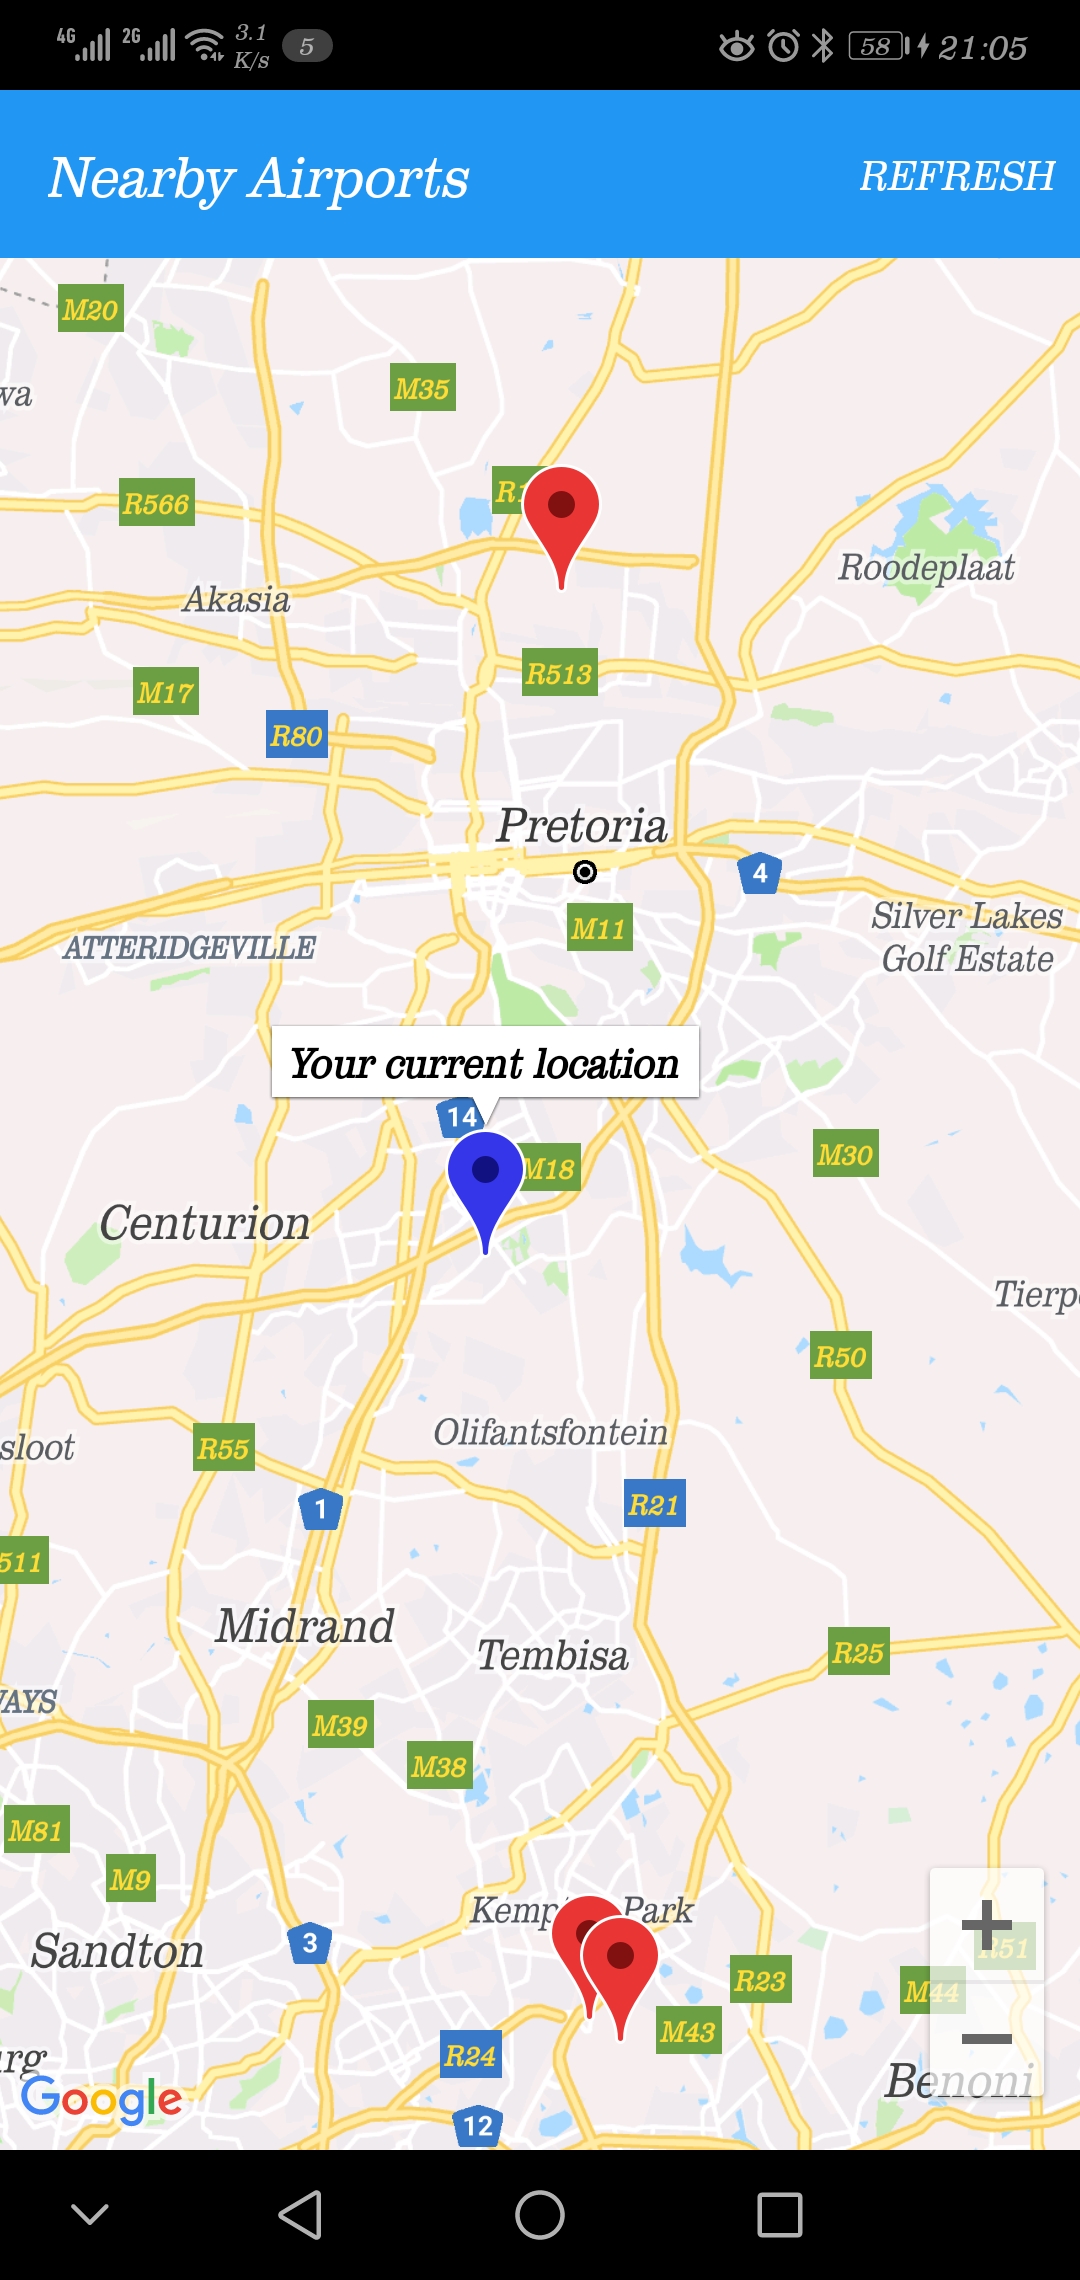 4G 2G 3.1 K/s 5 58 21:05
Nearby Airports REFRESH
M20
M35
wa
R566
Roodeplaat
Akasia
R513
M17
R80
Pretoria
4
M11
Silver Lakes
Golf Estate
ATTERIDGEVILLE
Your current location
14
M18
M30
Centurion
Tierp
R50
Olifantsfontein
sloot
R55
R21
1
511
Midrand
Tembisa
R25
WAYS
M39
M38
M81
M9
Park
Sandton
3
R51
R23
M44
M43
R24
urg
Benoni
Google
12